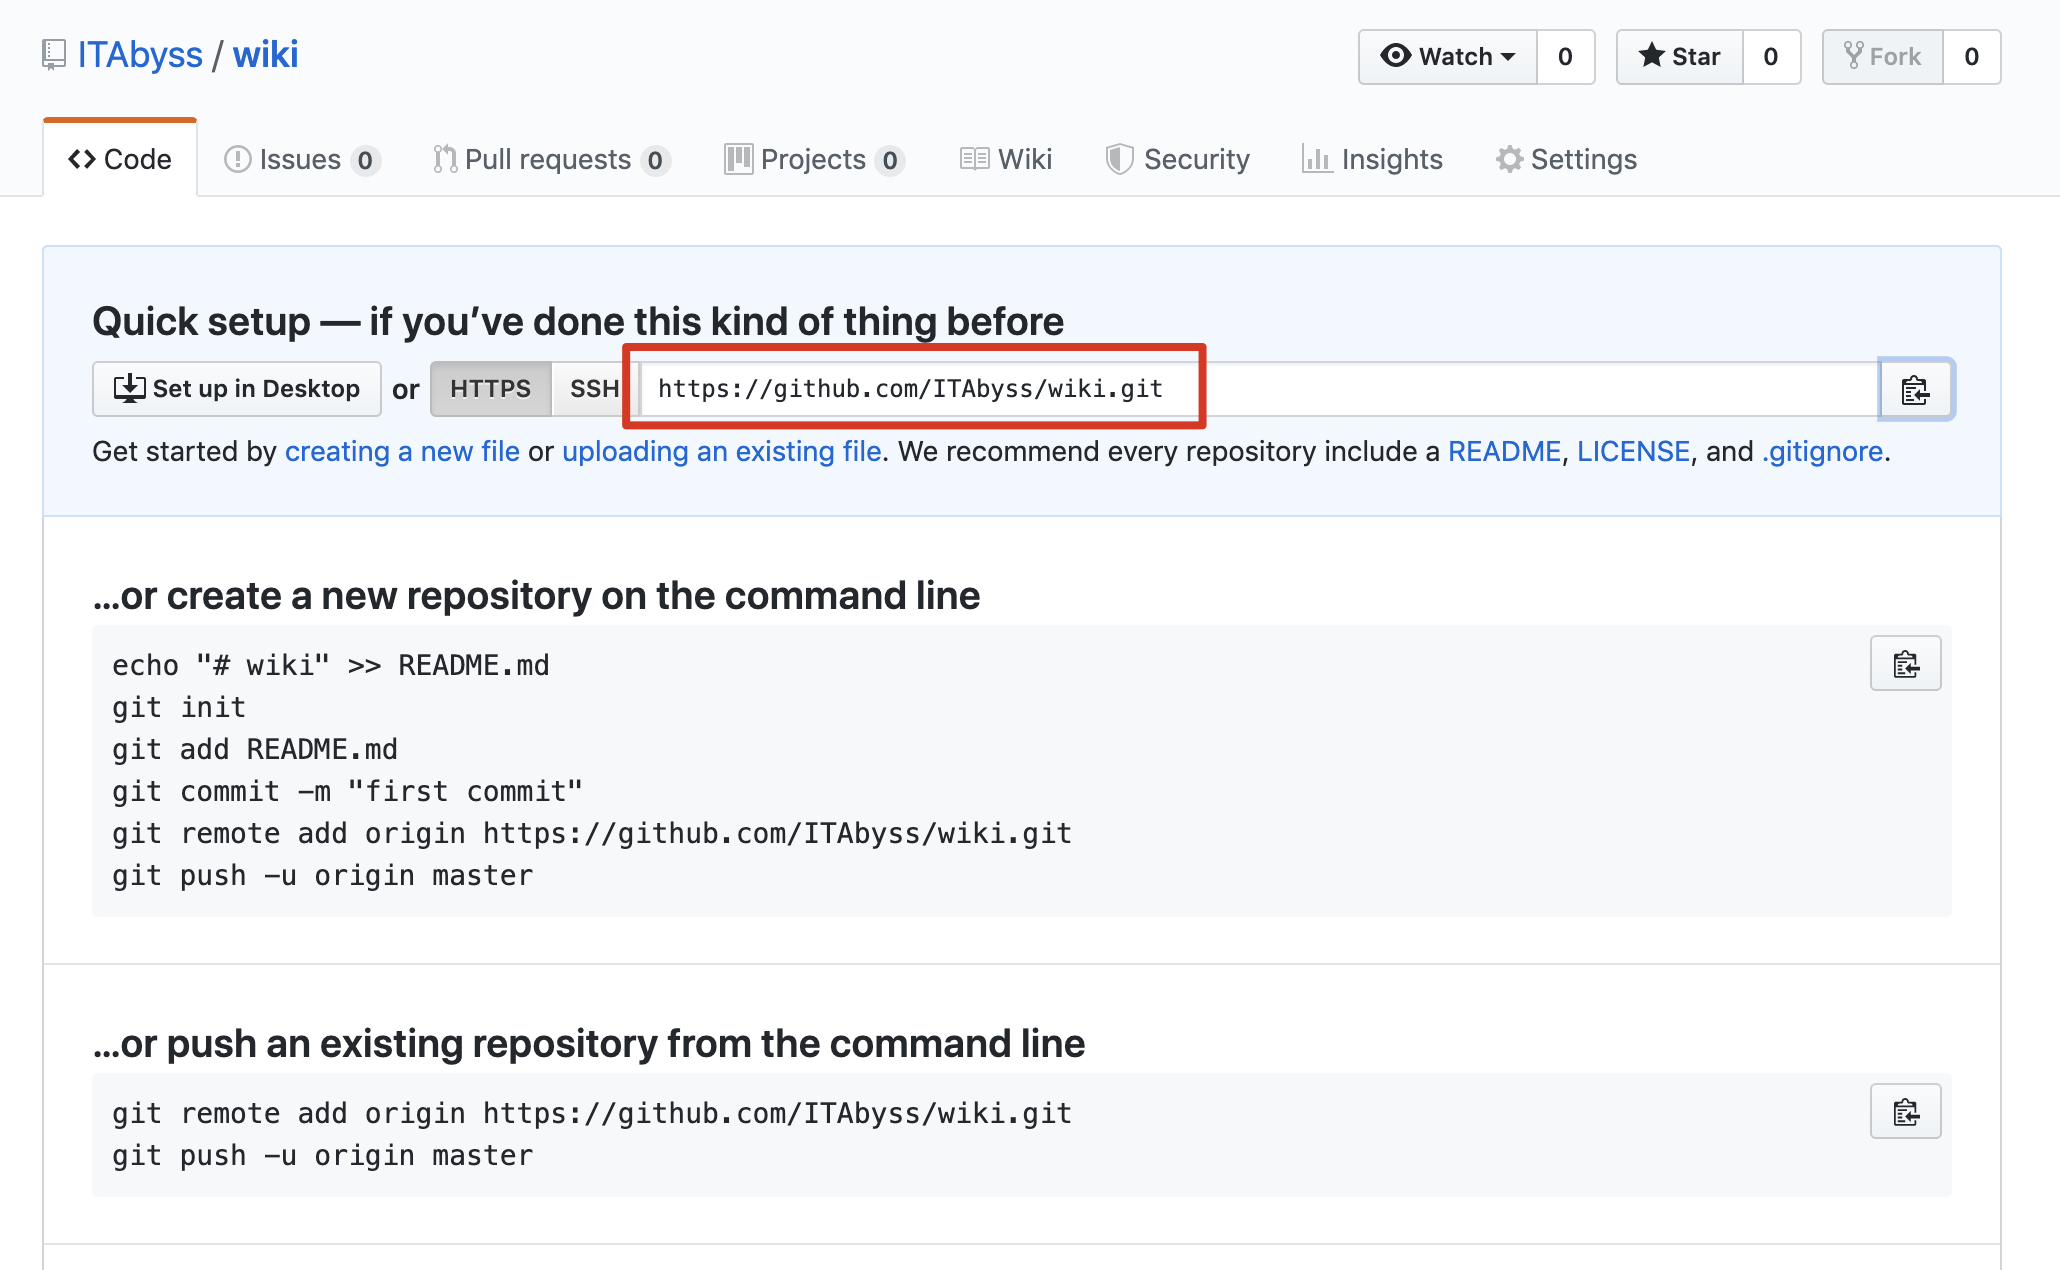 ITAbyss / wiki
Watch 0 Star 0 Fork 0
Code Issues 0 Pull requests 0 Projects 0 Wiki Security Insights Settings
Quick setup — if you’ve done this kind of thing before
Set up in Desktop or HTTPS SSH https://github.com/ITAbyss/wiki.git
Get started by creating a new file or uploading an existing file. We recommend every repository include a README, LICENSE, and .gitignore.
…or create a new repository on the command line
echo "# wiki" >> README.md
git init
git add README.md
git commit -m "first commit"
git remote add origin https://github.com/ITAbyss/wiki.git
git push -u origin master
…or push an existing repository from the command line
git remote add origin https://github.com/ITAbyss/wiki.git
git push -u origin master